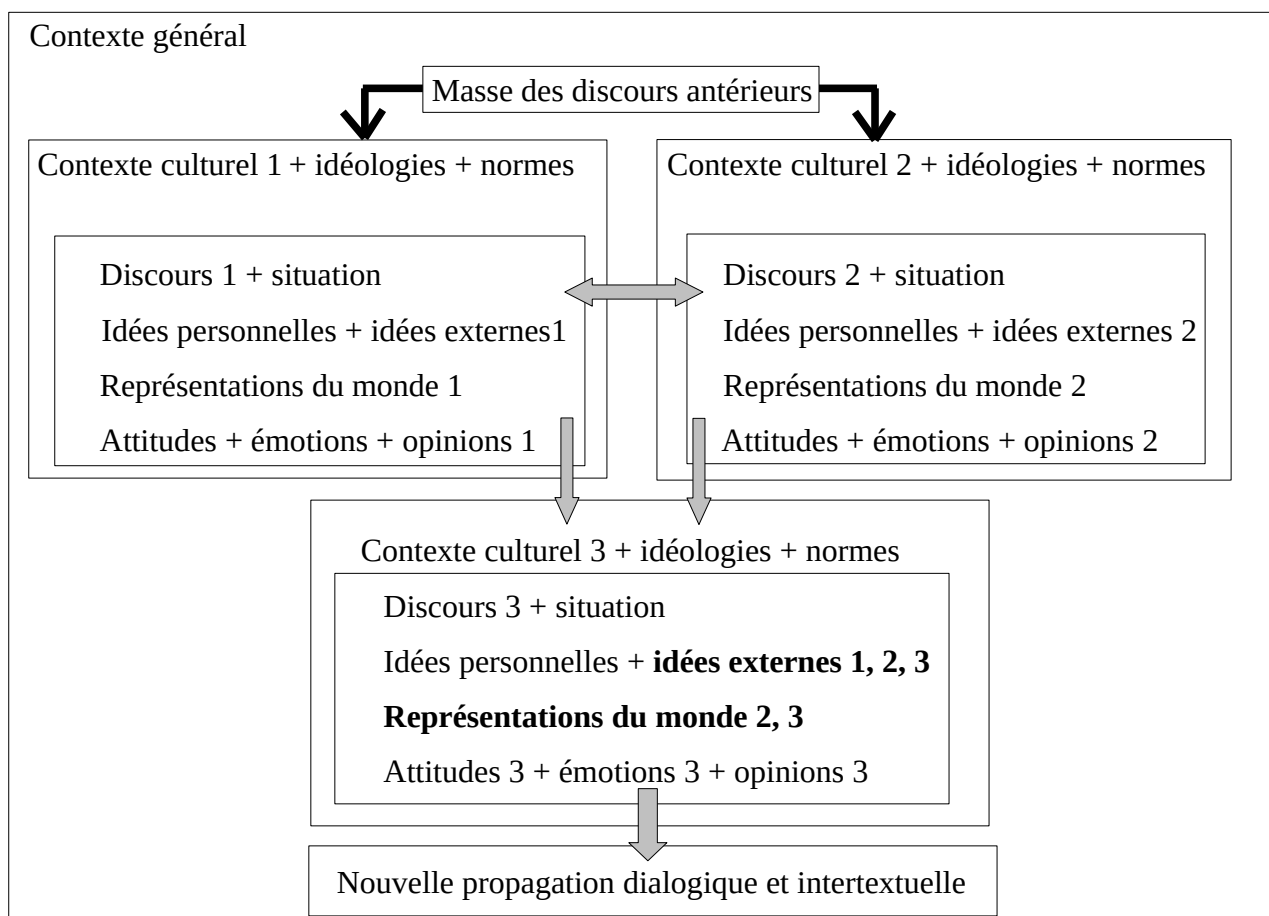 Contexte général
Masse des discours antérieurs
Contexte culturel 1 + idéologies + normes
Discours 1 + situation
Idées personnelles + idées externes1
Représentations du monde 1
Attitudes + émotions + opinions 1
Contexte culturel 2 + idéologies + normes
Discours 2 + situation
Idées personnelles + idées externes 2
Représentations du monde 2
Attitudes + émotions + opinions 2
Contexte culturel 3 + idéologies + normes
Discours 3 + situation
Idées personnelles + idées externes 1, 2, 3
Représentations du monde 2, 3
Attitudes 3 + émotions 3 + opinions 3
Nouvelle propagation dialogique et intertextuelle